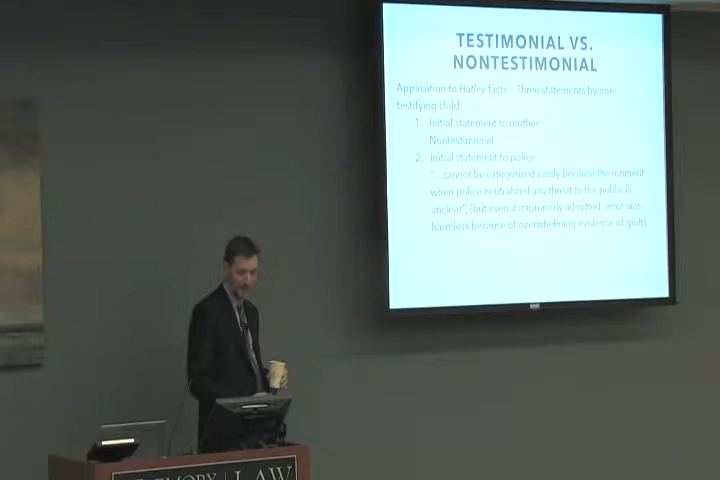 TESTIMONIAL VS.
NONTESTIMONIAL
Application to Hatley facts – Three statements by non-
testifying child:
1. Initial statement to mother
Nontestimonial
2. Initial statement to police
"...cannot be categorized easily because the moment
when police neutralized any threat to the public is
unclear", (but even if improperly admitted, error was
harmless because of overwhelming evidence of guilt)
EMORY | LAW